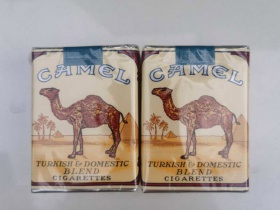 CAMEL
TURKISH & DOMESTIC
BLEND
CIGARETTES
CAMEL
TURKISH & DOMESTIC
BLEND
CIGARETTES